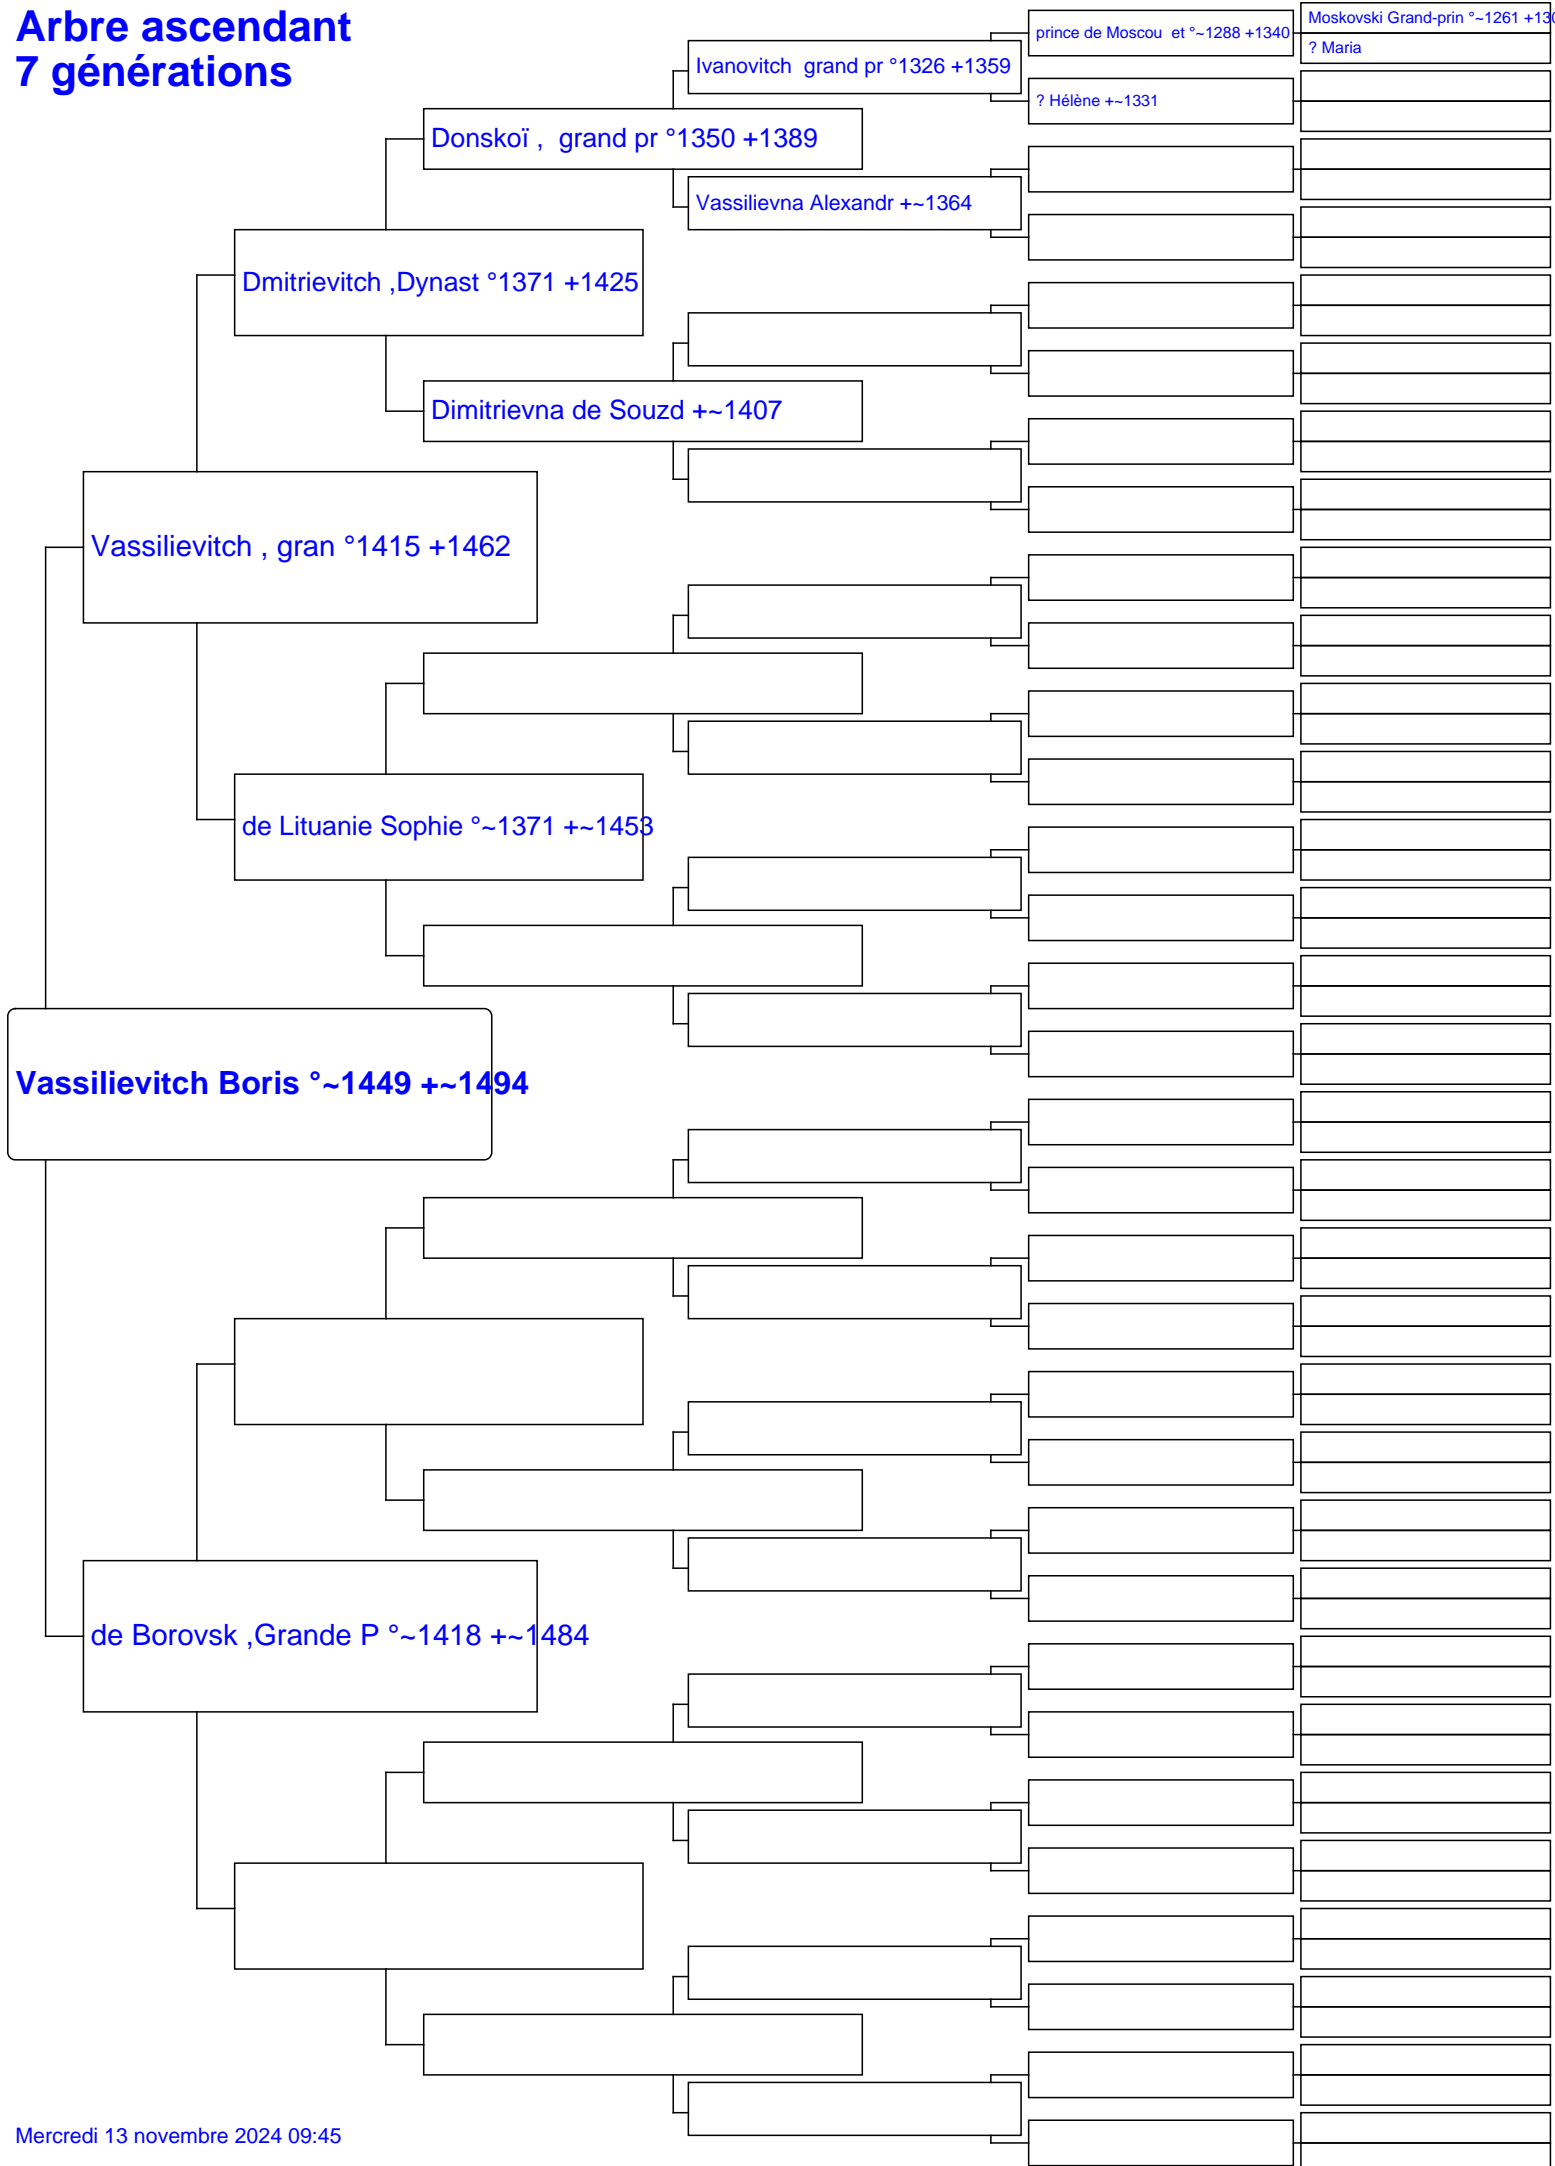 Arbre ascendant
7 générations
Moskovski Grand-prin °~1261 +130
prince de Moscou  et °~1288 +1340
? Maria
Ivanovitch  grand pr °1326 +1359
? Hélène +~1331
Donskoï ,  grand pr °1350 +1389
Vassilievna Alexandr +~1364
Dmitrievitch ,Dynast °1371 +1425
Dimitrievna de Souzd +~1407
Vassilievitch , gran °1415 +1462
de Lituanie Sophie °~1371 +~1453
Vassilievitch Boris °~1449 +~1494
de Borovsk ,Grande P °~1418 +~1484
Mercredi 13 novembre 2024 09:45